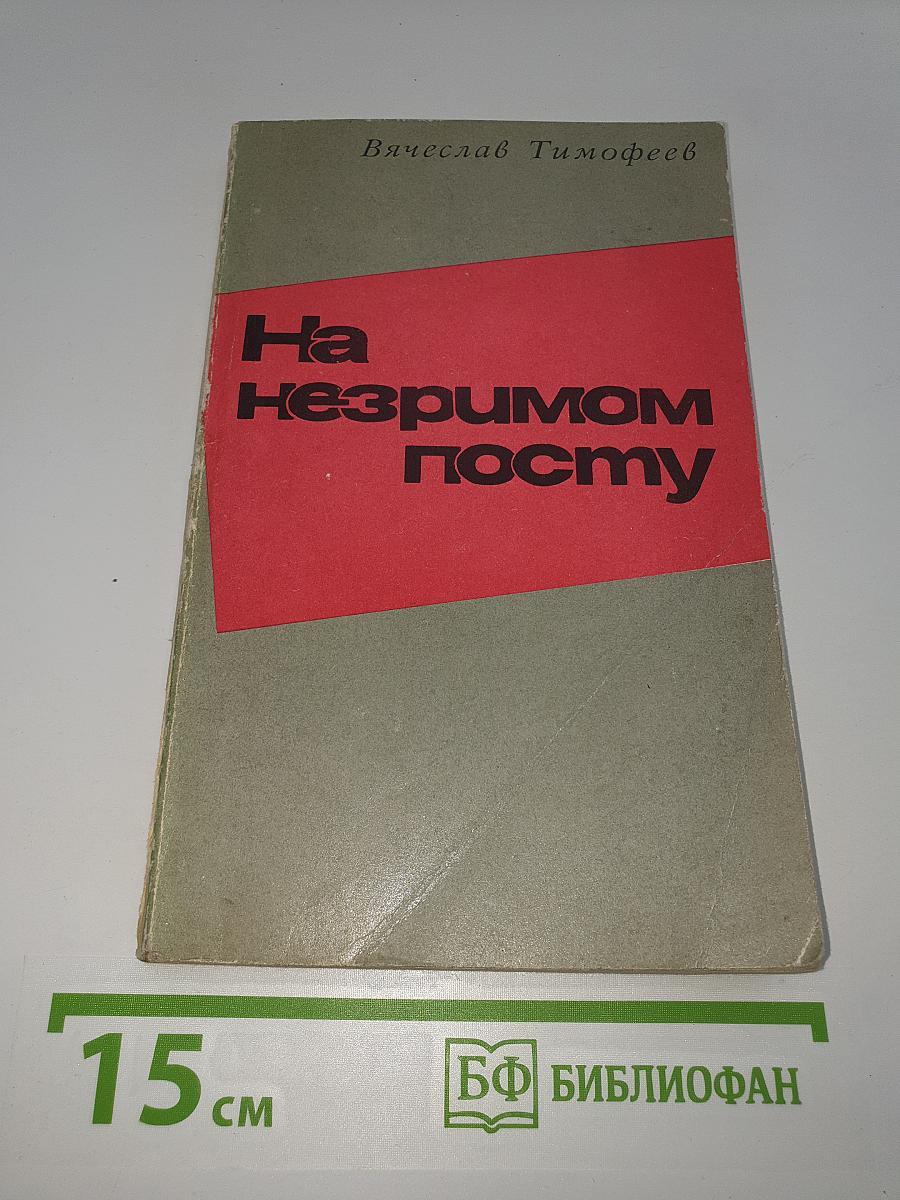 Вячеслав Тимофеев
На
незримом
посту
15 см
БФ БИБЛИОФАН